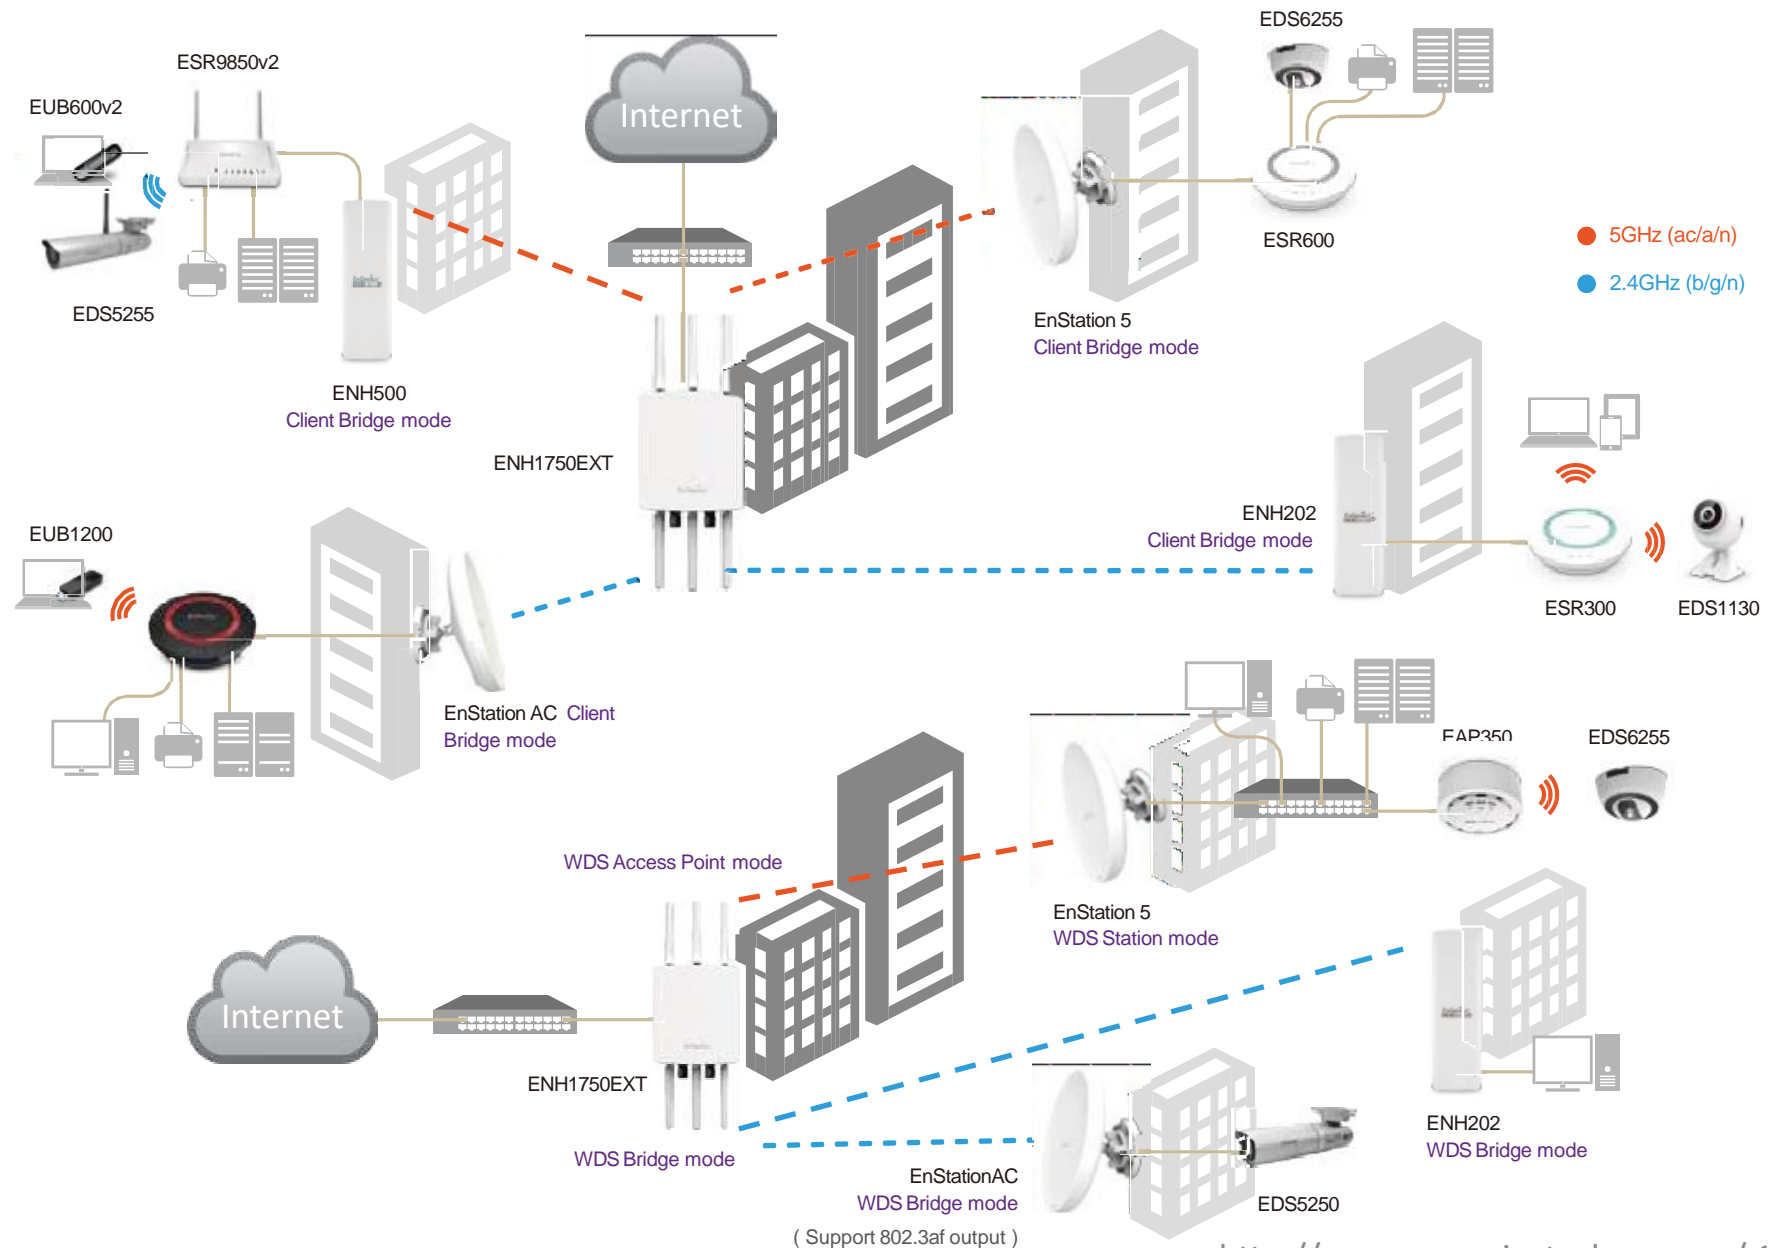 EDS6255
ESR9850v2
EUB600v2
Internet
ESR600
5GHz (ac/a/n)
2.4GHz (b/g/n)
EDS5255
EnStation 5
Client Bridge mode
ENH500
Client Bridge mode
ENH1750EXT
ENH202
Client Bridge mode
EUB1200
ESR300
EDS1130
EnStation AC Client
Bridge mode
EAP350
EDS6255
WDS Access Point mode
EnStation 5
WDS Station mode
Internet
ENH1750EXT
ENH202
WDS Bridge mode
WDS Bridge mode
EnStationAC
WDS Bridge mode
EDS5250
( Support 802.3af output )